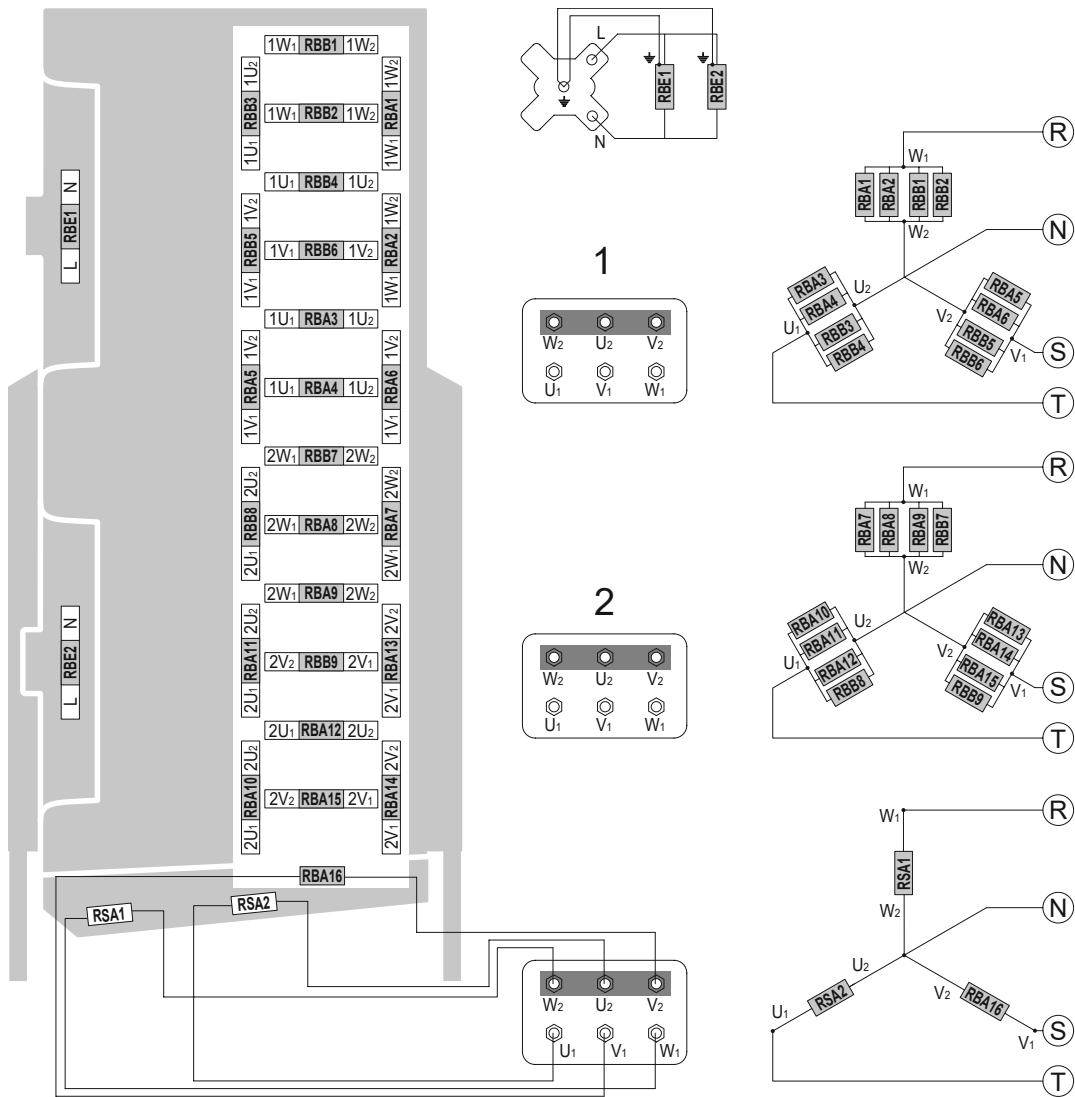 1W1 RBB1 1W2
1U2 RBB3 1U1
1W2 RBA1 1W1
1W1 RBB2 1W2
1U1 RBB4 1U2
1V2 RBB5 1V1
1W2 RBA2 1W1
1V1 RBB6 1V2
1U1 RBA3 1U2
1V2 RBA5 1V1
1V2 RBA6 1V1
1U1 RBA4 1U2
2W1 RBB7 2W2
2U2 RBB8 2U1
2W2 RBA7 2W1
2W1 RBA8 2W2
2W1 RBA9 2W2
2U2 RBA11 2U1
2V2 RBA13 2V1
2V2 RBB9 2V1
2U1 RBA12 2U2
2U2 RBA10 2U1
2V2 RBA14 2V1
2V2 RBA15 2V1
RBA16
RSA1
RSA2
L RBE1 N
L RBE2 N
L
N
RBE1
RBE2
1
W2 U2 V2
U1 V1 W1
2
W2 U2 V2
U1 V1 W1
W2 U2 V2
U1 V1 W1
R
W1
RBA1 RBA2 RBB1 RBB2
W2
N
RBA3
RBA4
RBB3
RBB4
U2
U1
RBA5
RBA6
RBB5
RBB6
V2
V1
S
T
R
W1
RBA7 RBA8 RBA9 RBB7
W2
N
RBA10
RBA11
RBA12
RBB8
U2
U1
RBA13
RBA14
RBA15
RBB9
V2
V1
S
T
W1
R
RSA1
W2
N
U2
RSA2
U1
V2
RBA16
V1
S
T